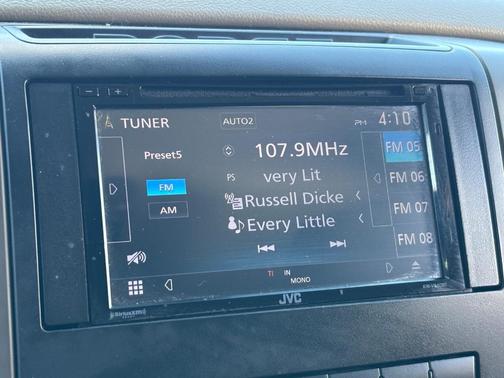 TUNER AUTO2 PM 4:10
Preset5 107.9MHz FM 05
PS very Lit FM 06
FM Russell Dicke
AM Every Little FM 07
FM 08
TI IN
MONO
SiriusXM JVC